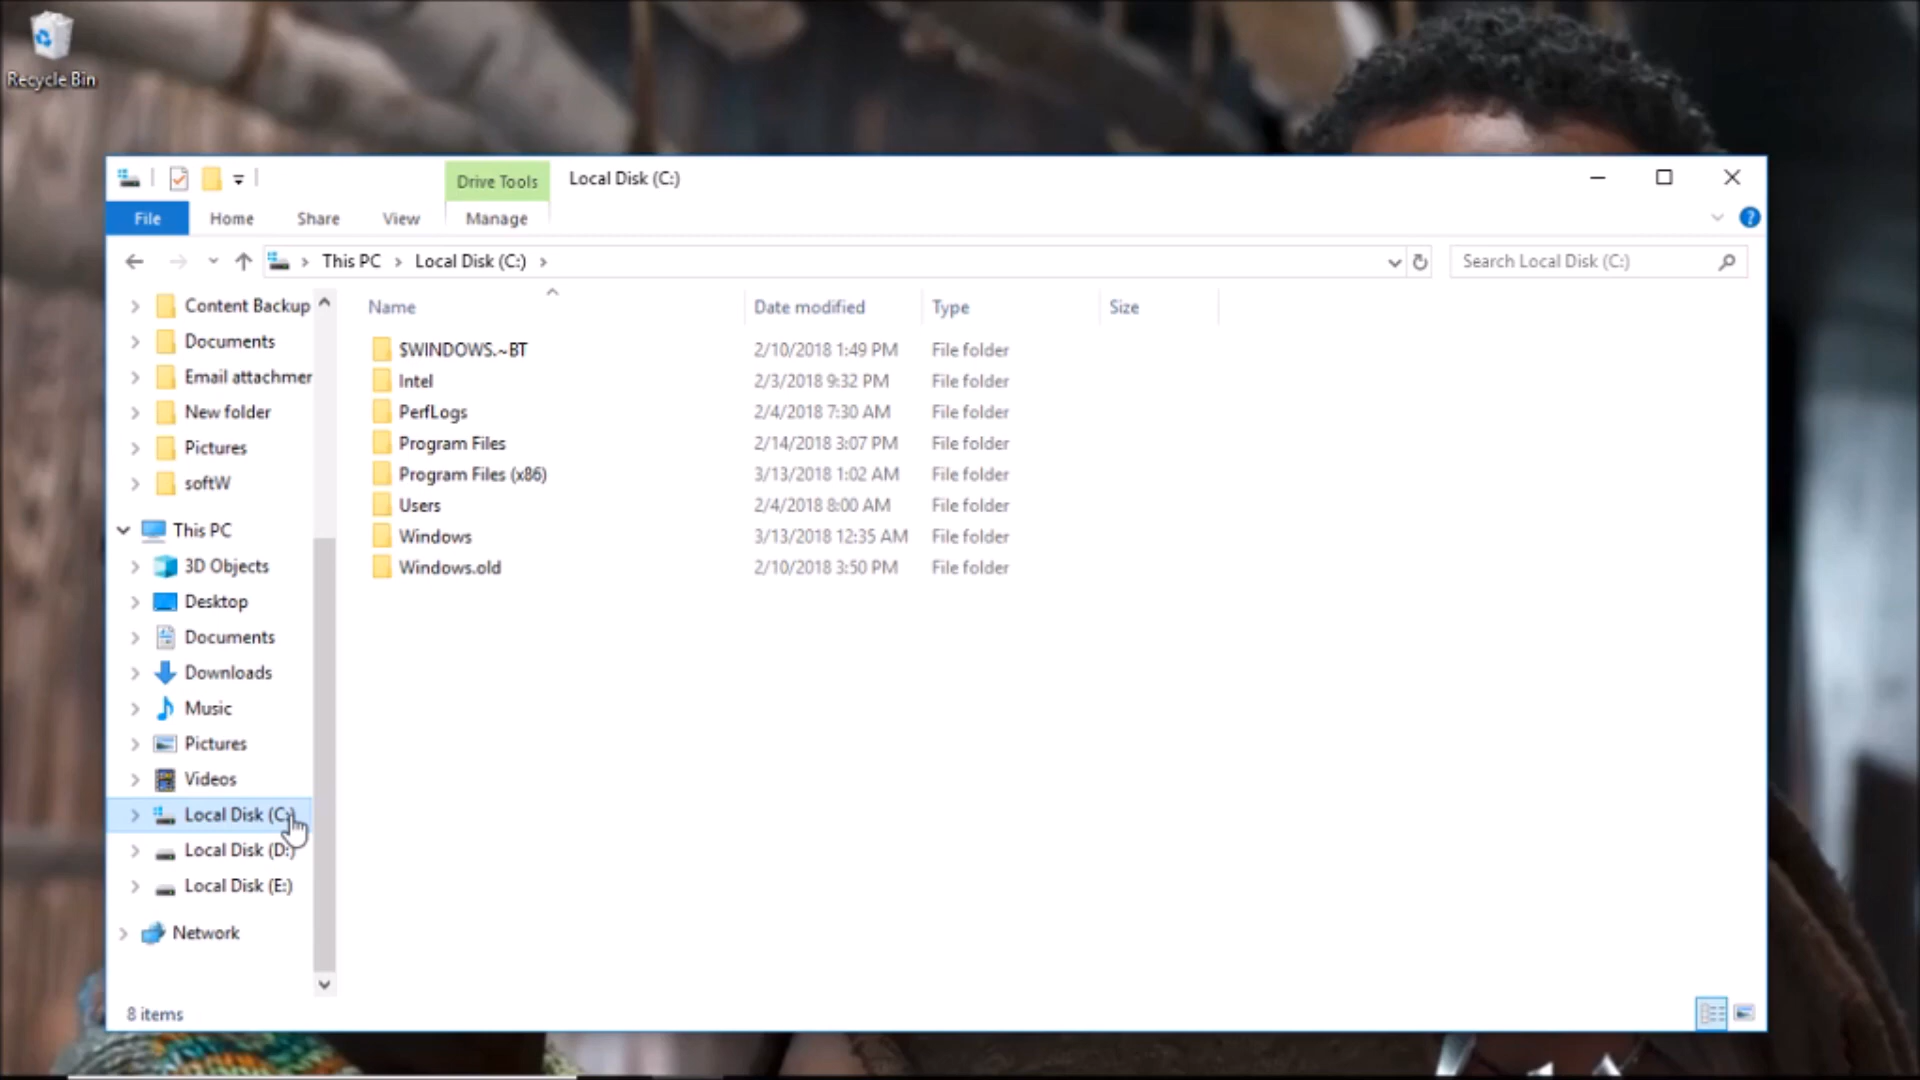 Recycle Bin
Drive Tools
Local Disk (C:)
File
Home
Share
View
Manage
This PC
Local Disk (C:)
Search Local Disk (C:)
Content Backup
Documents
Email attachmer
New folder
Pictures
softW
This PC
3D Objects
Desktop
Documents
Downloads
Music
Pictures
Videos
Local Disk (C:)
Local Disk (D:)
Local Disk (E:)
Network
Name Date modified Type Size
$WINDOWS.~BT 2/10/2018 1:49 PM File folder
Intel 2/3/2018 9:32 PM File folder
PerfLogs 2/4/2018 7:30 AM File folder
Program Files 2/14/2018 3:07 PM File folder
Program Files (x86) 3/13/2018 1:02 AM File folder
Users 2/4/2018 8:00 AM File folder
Windows 3/13/2018 12:35 AM File folder
Windows.old 2/10/2018 3:50 PM File folder
8 items